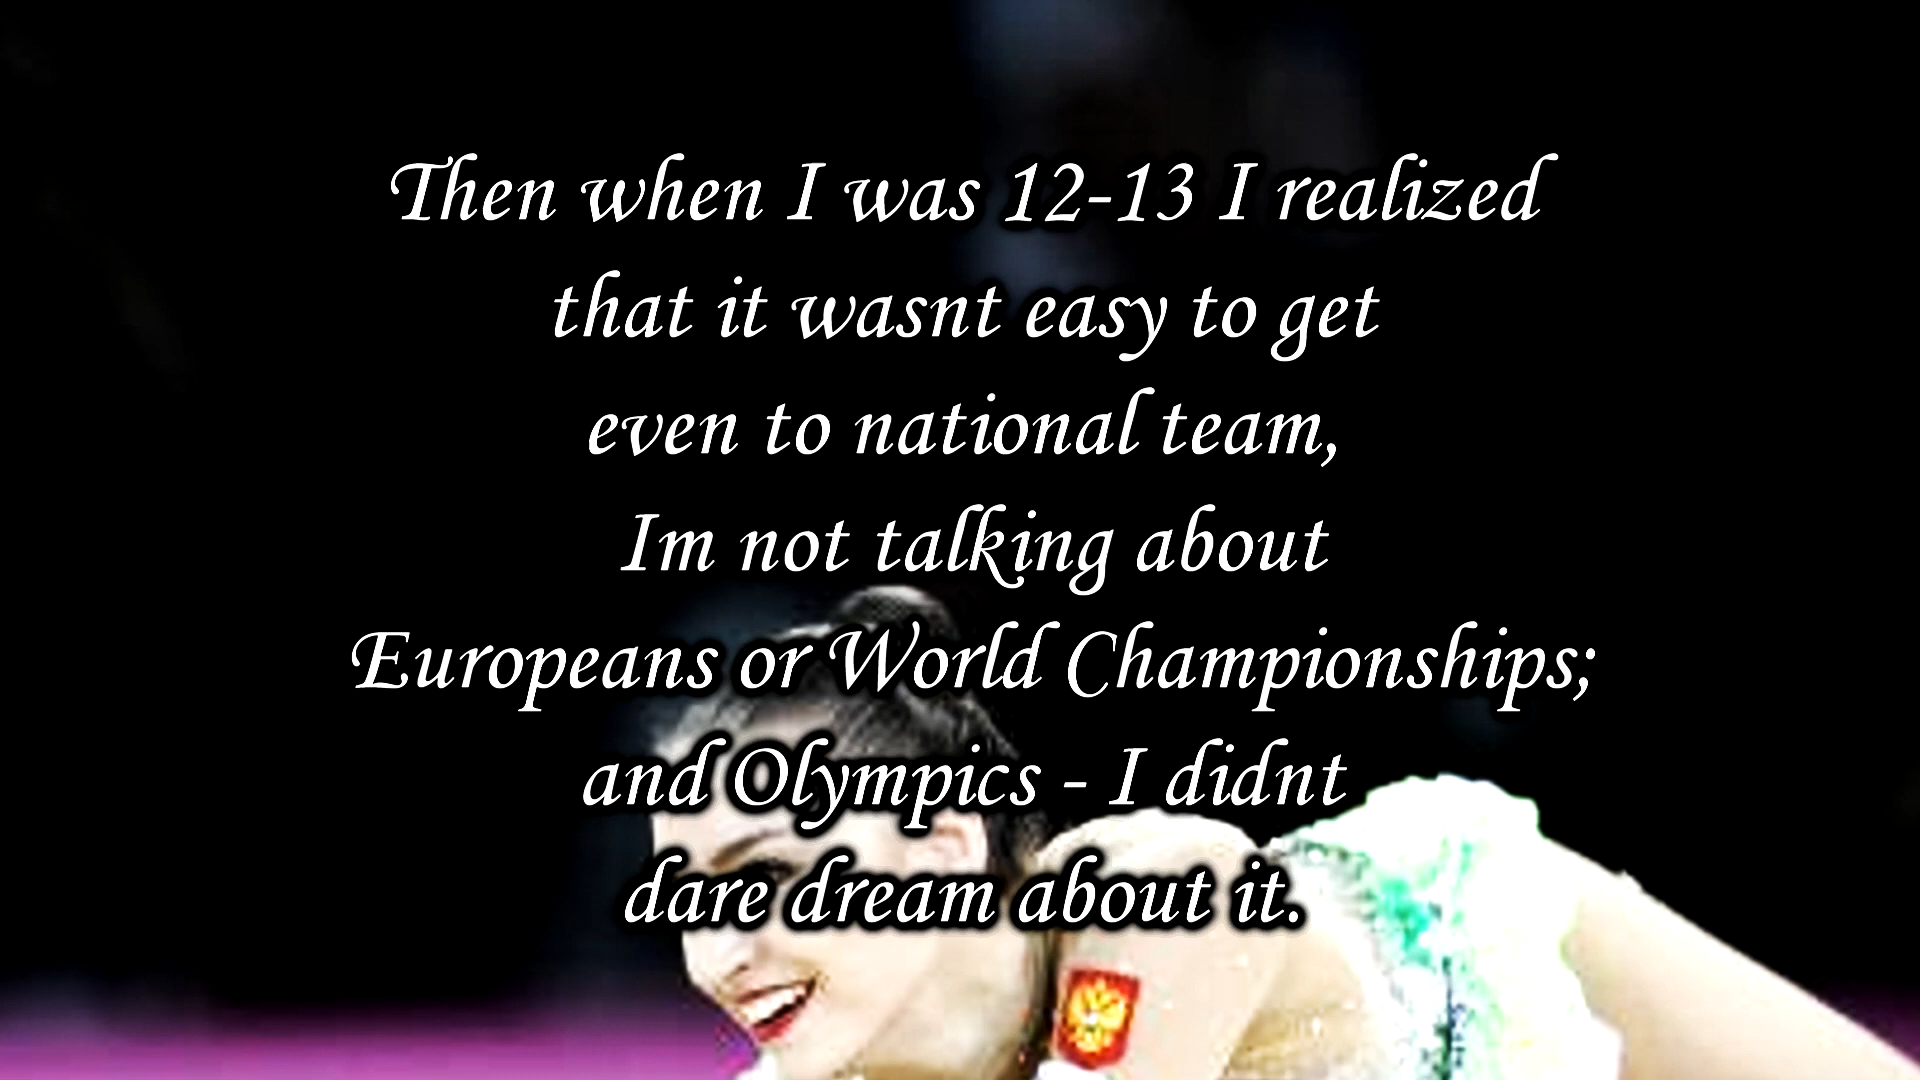 Then when I was 12-13 I realized
that it wasnt easy to get
even to national team,
Im not talking about
Europeans or World Championships;
and Olympics - I didnt
dare dream about it.